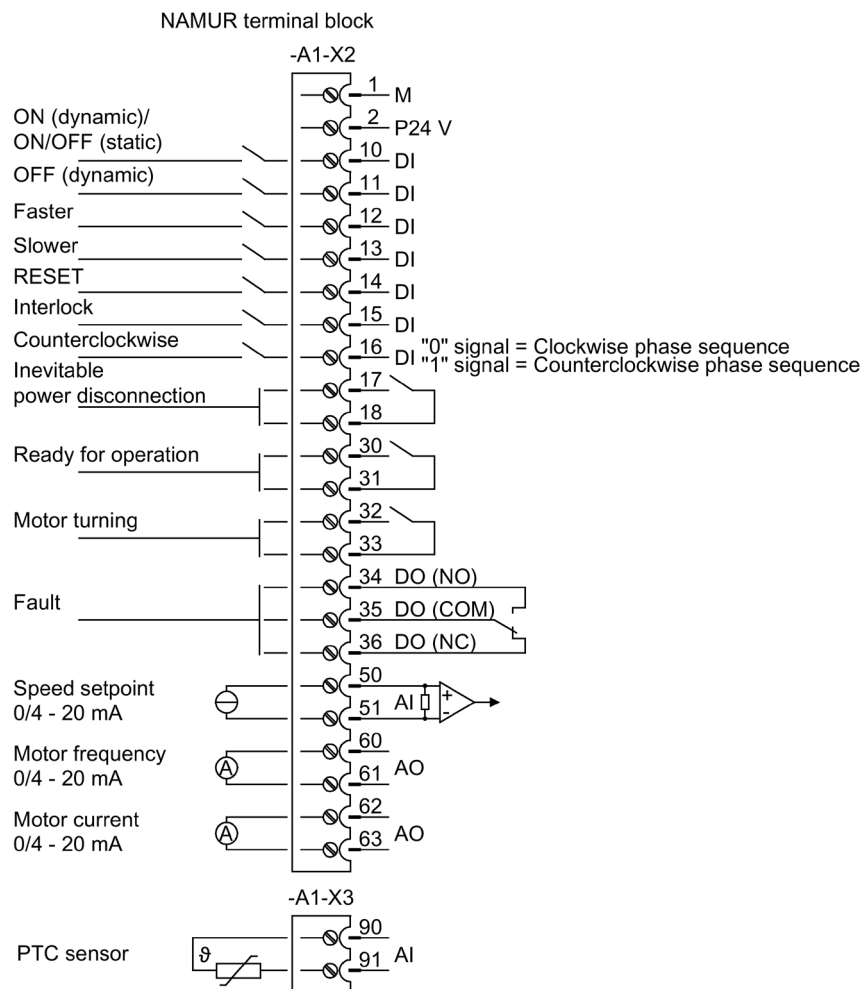 NAMUR terminal block
-A1-X2
1 M
2 P24 V
ON (dynamic)/
ON/OFF (static)
10 DI
OFF (dynamic)
11 DI
Faster
12 DI
Slower
13 DI
RESET
14 DI
Interlock
15 DI
Counterclockwise
16 DI "0" signal = Clockwise phase sequence
"1" signal = Counterclockwise phase sequence
Inevitable
power disconnection
17
18
Ready for operation
30
31
Motor turning
32
33
Fault
34 DO (NO)
35 DO (COM)
36 DO (NC)
Speed setpoint
0/4 - 20 mA
50
51 AI + -
Motor frequency
0/4 - 20 mA
A
60
61 AO
Motor current
0/4 - 20 mA
A
62
63 AO
-A1-X3
PTC sensor
ϑ
90
91 AI